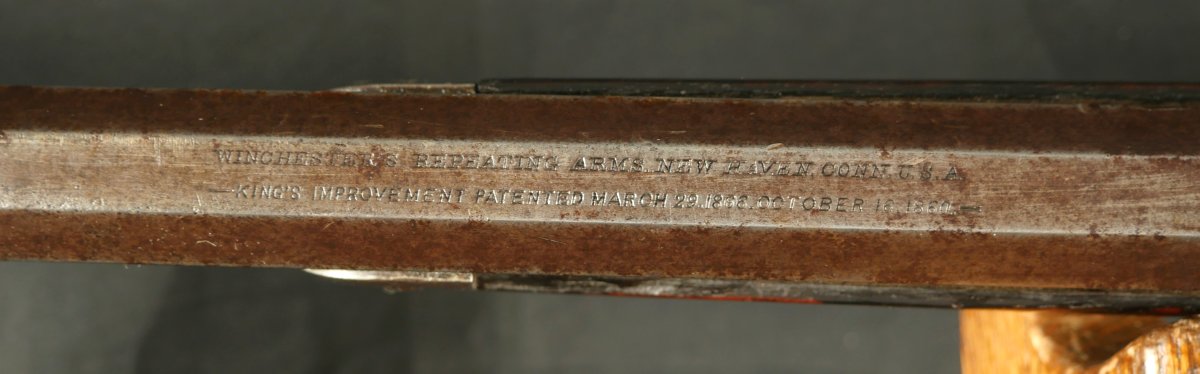 WINCHESTER'S REPEATING ARMS. NEW HAVEN. CONN. U.S.A.
— KING'S IMPROVEMENT PATENTED MARCH 29. 1866. OCTOBER 16. 1860. —